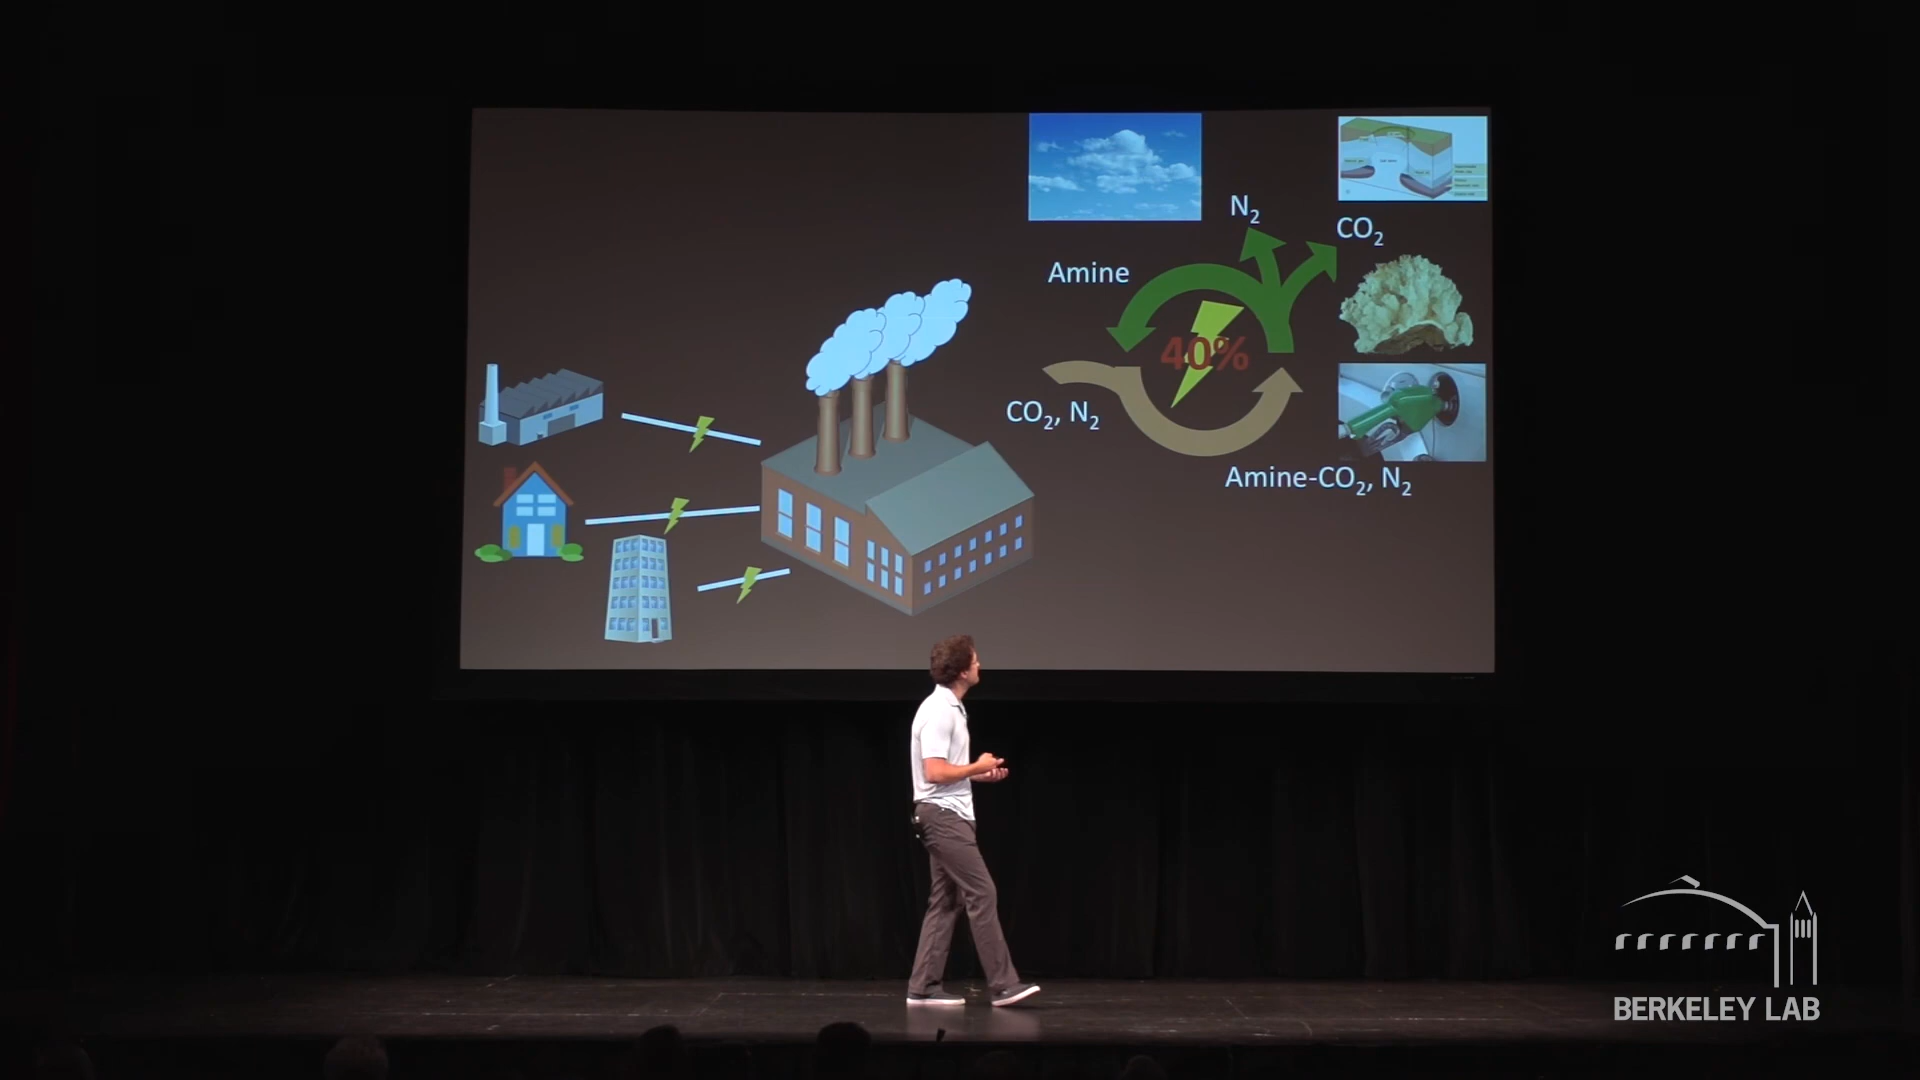 N₂
CO₂
Amine
40%
CO₂, N₂
Amine-CO₂, N₂
BERKELEY LAB